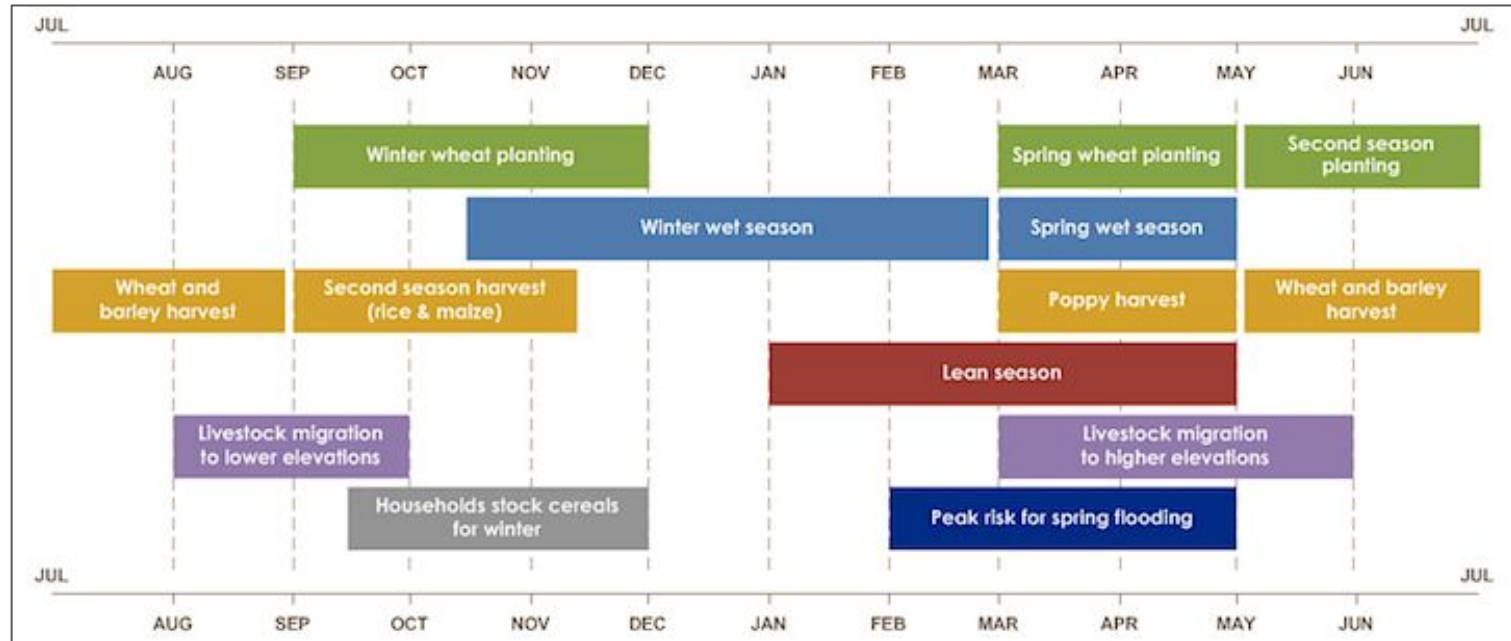 JUL JUL
AUG SEP OCT NOV DEC JAN FEB MAR APR MAY JUN
Winter wheat planting
Spring wheat planting
Second season
planting
Winter wet season
Spring wet season
Wheat and
barley harvest
Second season harvest
(rice & maize)
Poppy harvest
Wheat and barley
harvest
Lean season
Livestock migration
to lower elevations
Livestock migration
to higher elevations
Households stock cereals
for winter
Peak risk for spring flooding
JUL JUL
AUG SEP OCT NOV DEC JAN FEB MAR APR MAY JUN